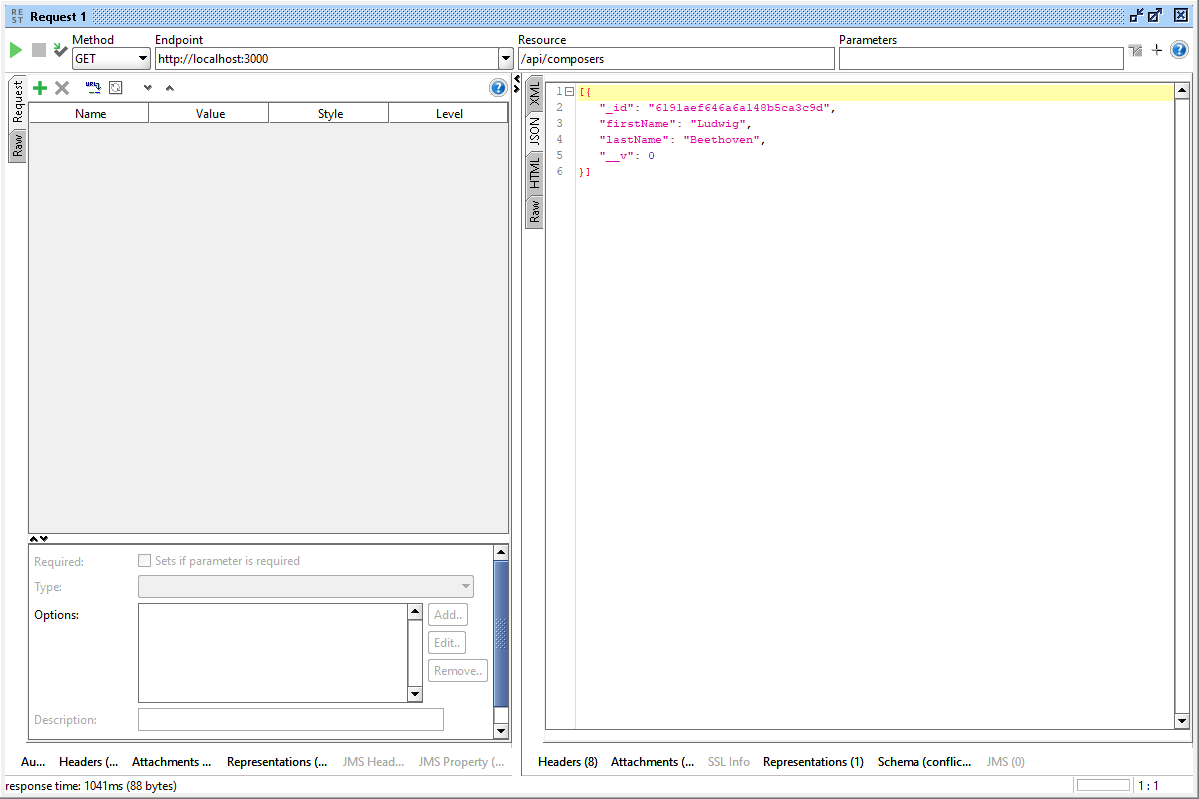 RE
ST
Request 1
Method
Endpoint
Resource
Parameters
GET
http://localhost:3000
/api/composers
Request
Raw
Name
Value
Style
Level
XML
JSON
HTML
Raw
1 [{
2 "_id": "6191aef646a6a148b5ca3c9d",
3 "firstName": "Ludwig",
4 "lastName": "Beethoven",
5 "__v": 0
6 }]
Required:
Sets if parameter is required
Type:
Options:
Add..
Edit..
Remove..
Description:
Au...
Headers (...
Attachments ...
Representations (...
JMS Head...
JMS Property (...
Headers (8)
Attachments (...
SSL Info
Representations (1)
Schema (conflic...
JMS (0)
response time: 1041ms (88 bytes)
1 : 1